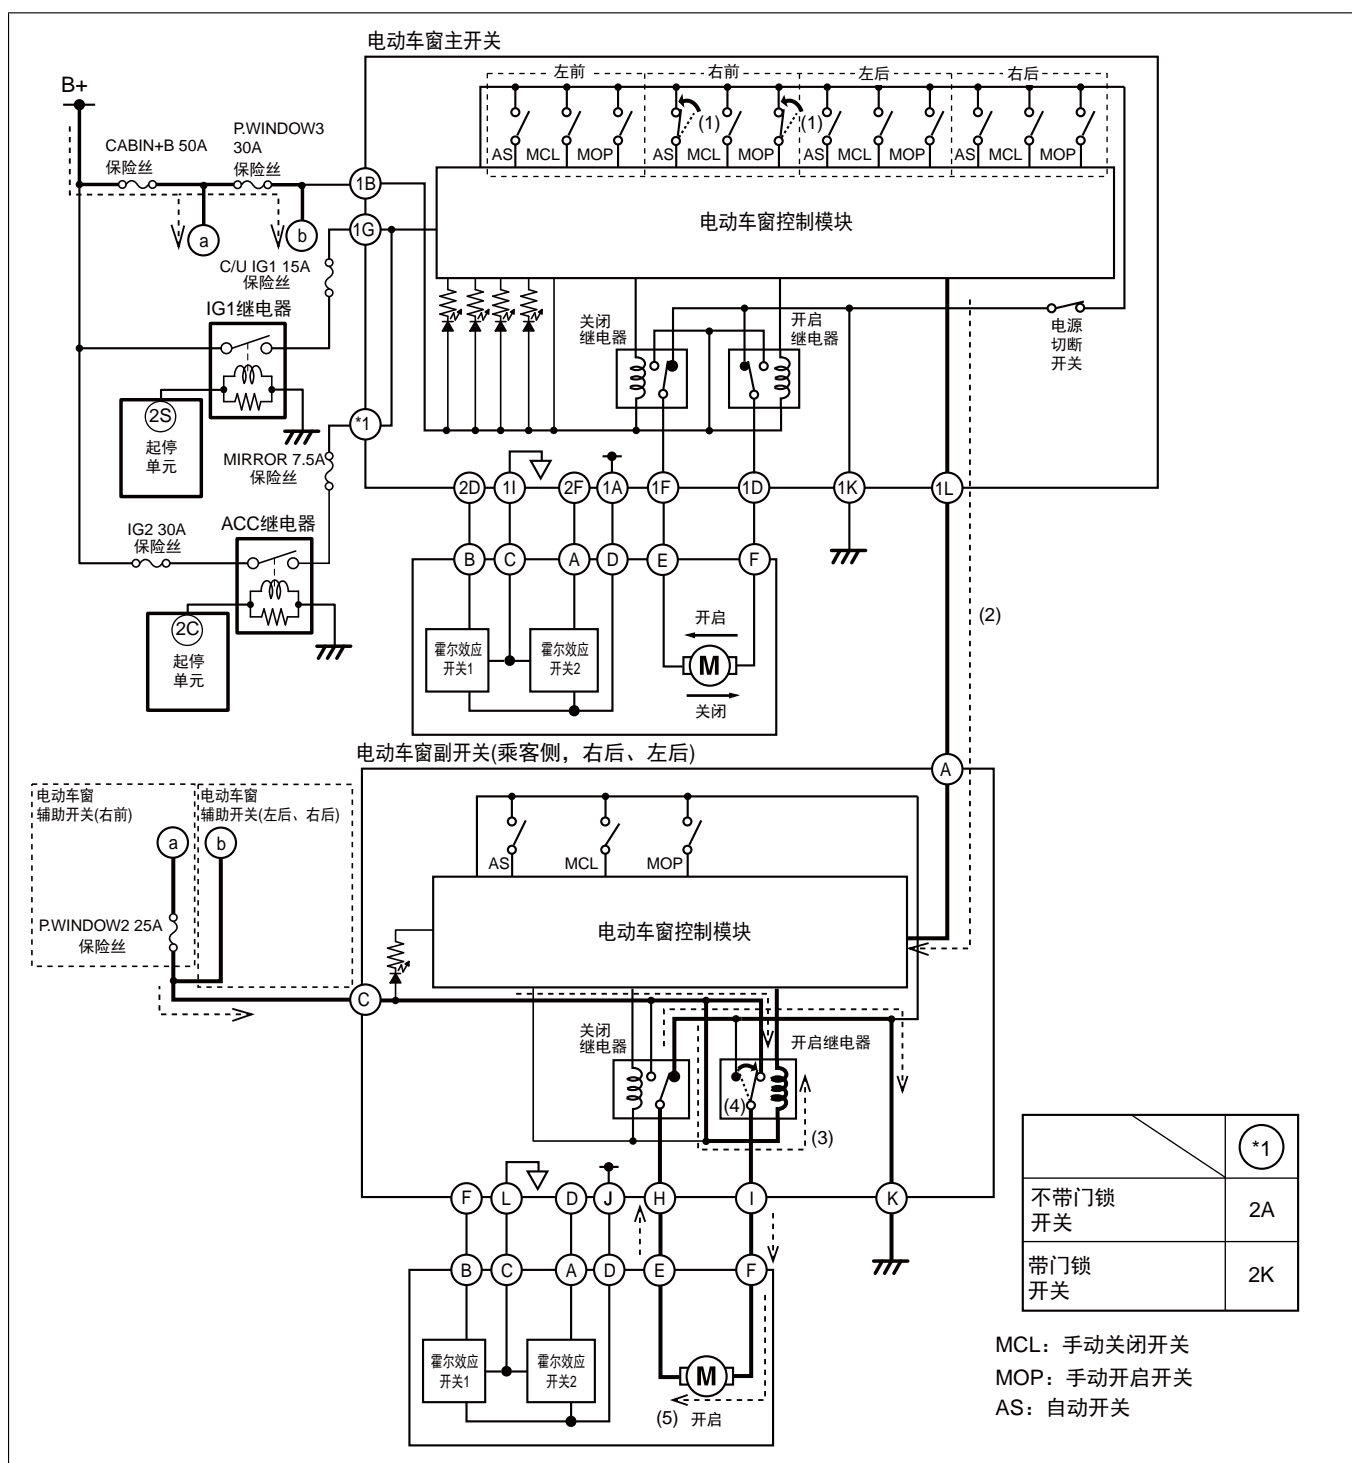 电动车窗主开关
B+
左前
右前
左后
右后
CABIN+B 50A
保险丝
P.WINDOW3
30A
保险丝
(1)
(1)
AS
MCL
MOP
AS
MCL
MOP
AS
MCL
MOP
AS
MCL
MOP
1B
电动车窗控制模块
a
b
1G
C/U IG1 15A
保险丝
IG1继电器
关闭
继电器
开启
继电器
电源
切断
开关
2S
起停
单元
*1
MIRROR 7.5A
保险丝
2D
1I
2F
1A
1F
1D
1K
1L
IG2 30A
保险丝
ACC继电器
B
C
A
D
E
F
2C
起停
单元
霍尔效应
开关1
霍尔效应
开关2
开启
M
关闭
(2)
电动车窗副开关(乘客侧，右后、左后)
A
电动车窗
辅助开关(右前)
电动车窗
辅助开关(左后、右后)
a
b
AS
MCL
MOP
P.WINDOW2 25A
保险丝
电动车窗控制模块
C
关闭
继电器
开启继电器
(4)
(3)
F
L
D
J
H
I
K
B
C
A
D
E
F
霍尔效应
开关1
霍尔效应
开关2
M
(5)
开启
*1
不带门锁
开关
2A
带门锁
开关
2K
MCL：手动关闭开关
MOP：手动开启开关
AS：自动开关